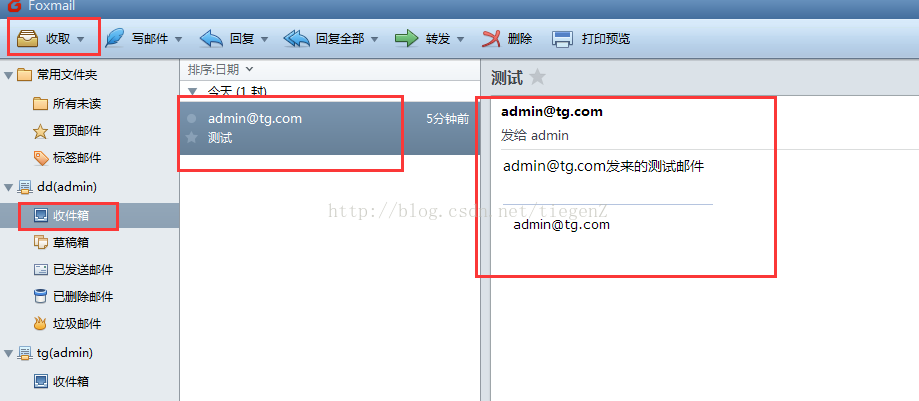 Foxmail
收取 写邮件 回复 回复全部 转发 删除 打印预览
常用文件夹
所有未读
置顶邮件
标签邮件
dd(admin)
收件箱
草稿箱
已发送邮件
已删除邮件
垃圾邮件
tg(admin)
收件箱
排序:日期
今天 (1 封)
admin@tg.com 5分钟前
测试
测试
admin@tg.com
发给 admin
admin@tg.com发来的测试邮件
admin@tg.com
http://blog.csdn.net/tiegenZ